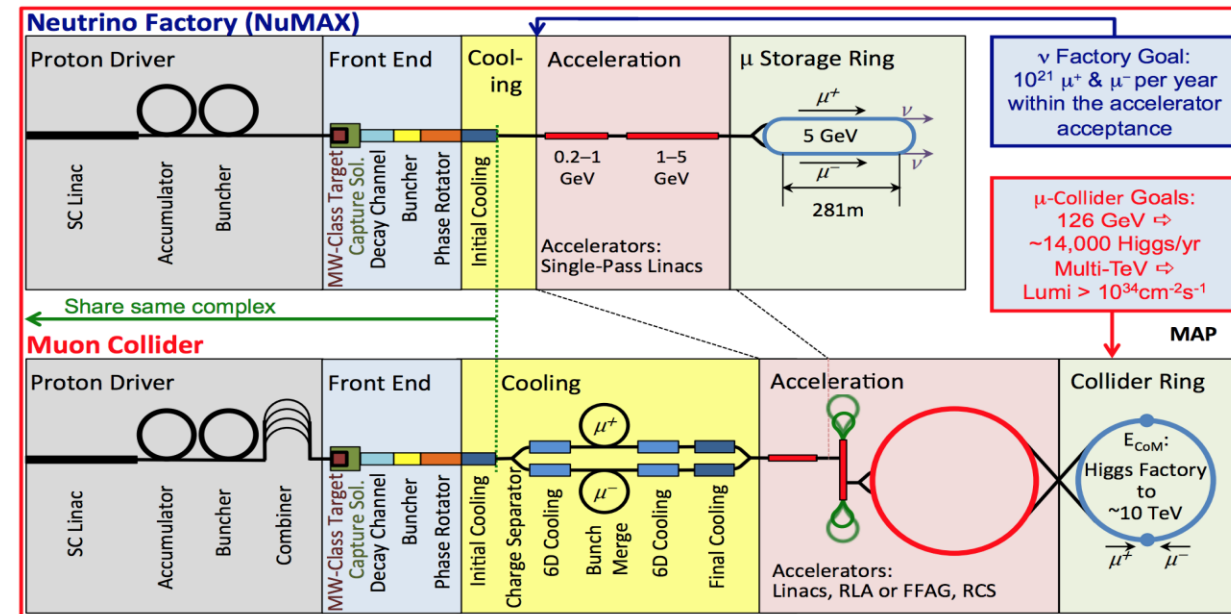 Neutrino Factory (NuMAX)
Proton Driver
Front End
Cool-
ing
Acceleration
μ Storage Ring
ν Factory Goal:
10²¹ μ⁺ & μ⁻ per year
within the accelerator
acceptance
SC Linac
Accumulator
Buncher
MW-Class Target
Capture Sol.
Decay Channel
Buncher
Phase Rotator
Initial Cooling
0.2–1
GeV
1–5
GeV
Accelerators:
Single-Pass Linacs
μ⁺
5 GeV
μ⁻
ν
ν
281m
μ-Collider Goals:
126 GeV ⇨
~14,000 Higgs/yr
Multi-TeV ⇨
Lumi > 10³⁴cm⁻²s⁻¹
Share same complex
MAP
Muon Collider
Proton Driver
Front End
Cooling
Acceleration
Collider Ring
SC Linac
Accumulator
Buncher
Combiner
MW-Class Target
Capture Sol.
Decay Channel
Buncher
Phase Rotator
Initial Cooling
Charge Separator
6D Cooling
Bunch
Merge
6D Cooling
Final Cooling
μ⁺
μ⁻
Accelerators:
Linacs, RLA or FFAG, RCS
E_CoM:
Higgs Factory
to
~10 TeV
μ⁺ μ⁻